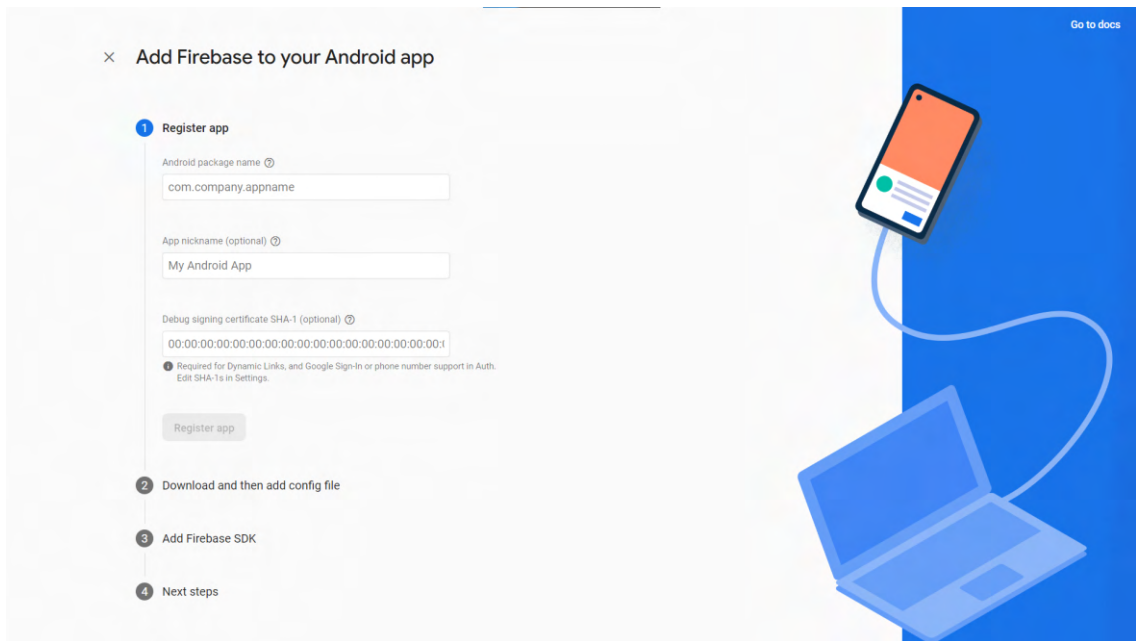 Go to docs
Add Firebase to your Android app
1 Register app
Android package name
com.company.appname
App nickname (optional)
My Android App
Debug signing certificate SHA-1 (optional)
00:00:00:00:00:00:00:00:00:00:00:00:00:00:00:00:00:
Required for Dynamic Links, and Google Sign-In or phone number support in Auth.
Edit SHA-1s in Settings.
Register app
2 Download and then add config file
3 Add Firebase SDK
4 Next steps